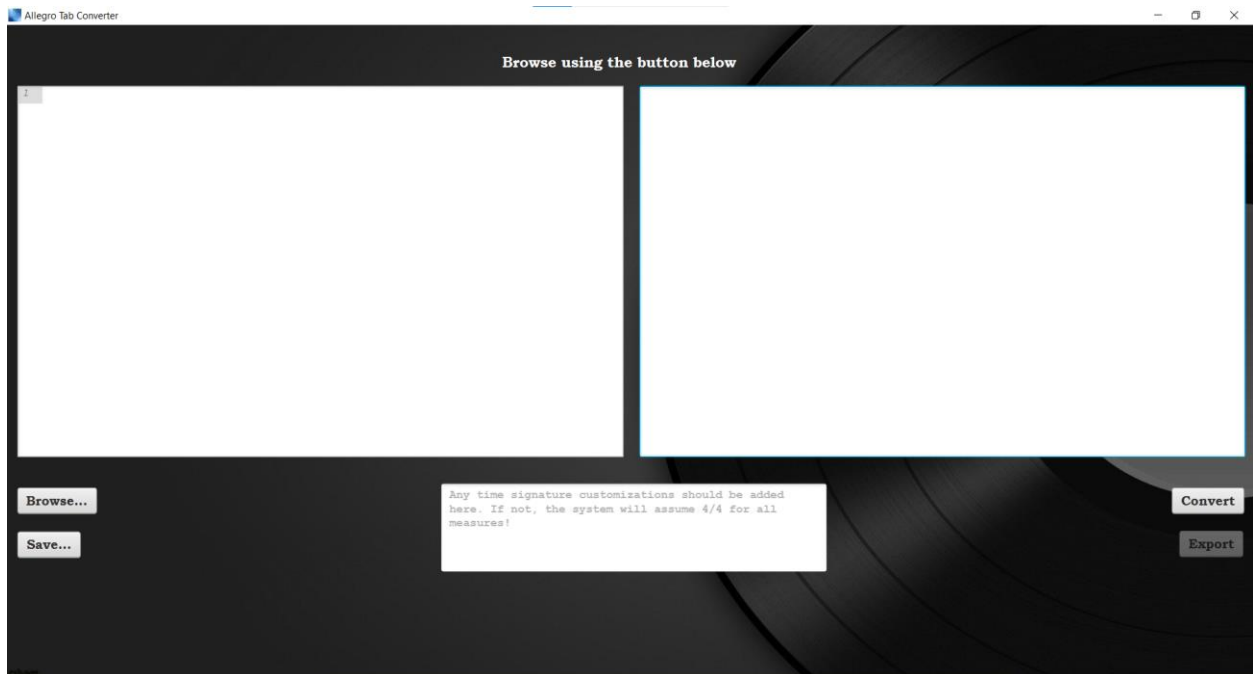 Allegro Tab Converter
Browse using the button below
1
Browse...
Any time signature customizations should be added
here. If not, the system will assume 4/4 for all
measures!
Convert
Save...
Export